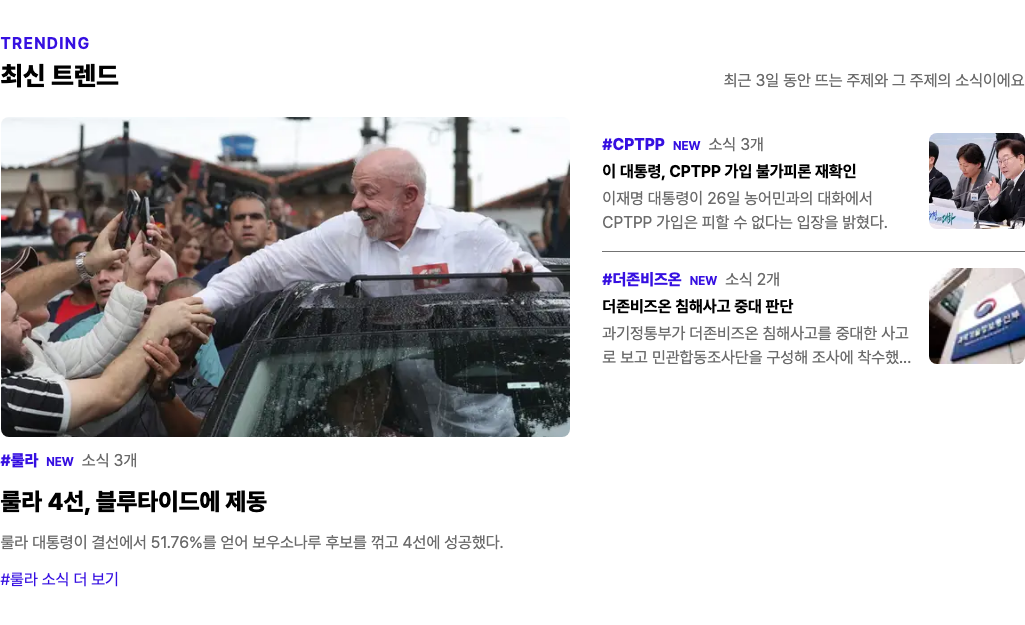 TRENDING
최신 트렌드
최근 3일 동안 뜨는 주제와 그 주제의 소식이에요
#룰라 NEW 소식 3개
룰라 4선, 블루타이드에 제동
룰라 대통령이 결선에서 51.76%를 얻어 보우소나루 후보를 꺾고 4선에 성공했다.
#룰라 소식 더 보기
#CPTPP NEW 소식 3개
이 대통령, CPTPP 가입 불가피론 재확인
이재명 대통령이 26일 농어민과의 대화에서
CPTPP 가입은 피할 수 없다는 입장을 밝혔다.
#더존비즈온 NEW 소식 2개
더존비즈온 침해사고 중대 판단
과기정통부가 더존비즈온 침해사고를 중대한 사고
로 보고 민관합동조사단을 구성해 조사에 착수했...
과학기술정보통신부